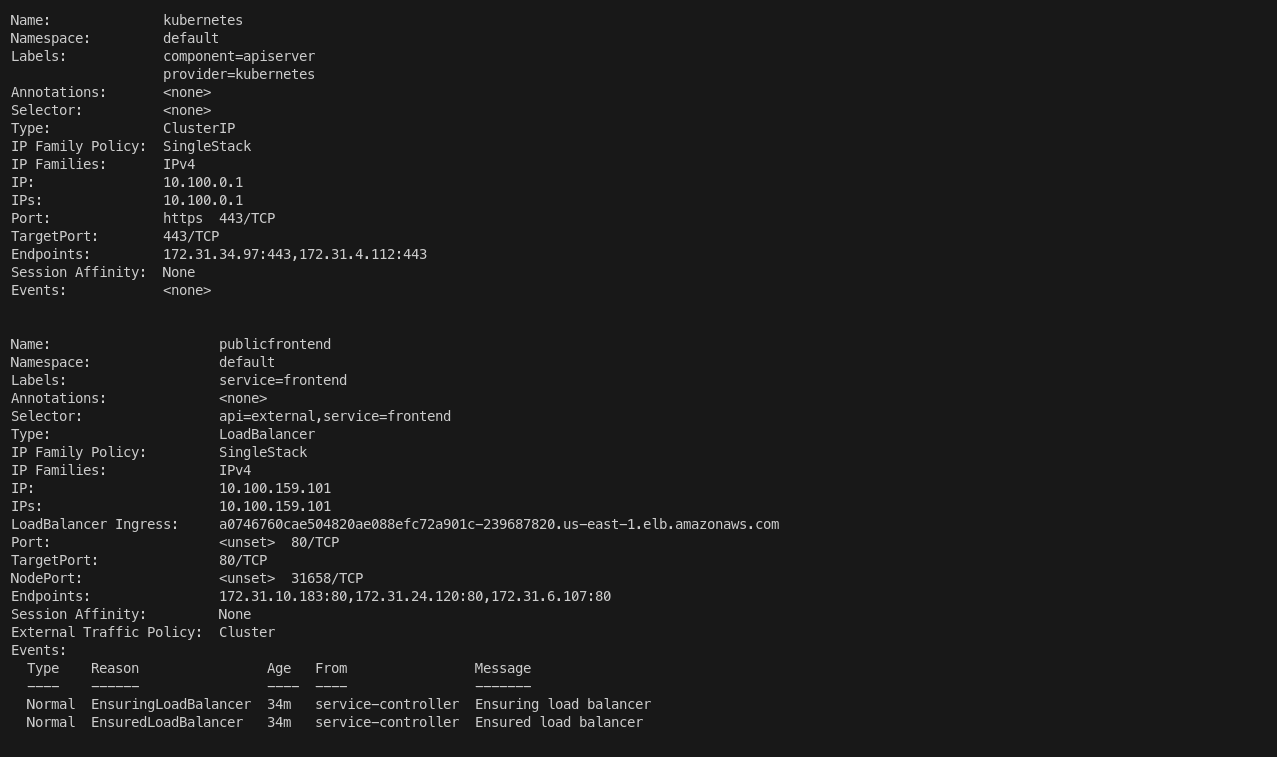 Name:              kubernetes
Namespace:         default
Labels:            component=apiserver
                   provider=kubernetes
Annotations:       <none>
Selector:          <none>
Type:              ClusterIP
IP Family Policy:  SingleStack
IP Families:       IPv4
IP:                10.100.0.1
IPs:               10.100.0.1
Port:              https  443/TCP
TargetPort:        443/TCP
Endpoints:         172.31.34.97:443,172.31.4.112:443
Session Affinity:  None
Events:            <none>

Name:                     publicfrontend
Namespace:                default
Labels:                   service=frontend
Annotations:              <none>
Selector:                 api=external,service=frontend
Type:                     LoadBalancer
IP Family Policy:         SingleStack
IP Families:              IPv4
IP:                       10.100.159.101
IPs:                      10.100.159.101
LoadBalancer Ingress:     a0746760cae504820ae088efc72a901c-239687820.us-east-1.elb.amazonaws.com
Port:                     <unset>  80/TCP
TargetPort:               80/TCP
NodePort:                 <unset>  31658/TCP
Endpoints:                172.31.10.183:80,172.31.24.120:80,172.31.6.107:80
Session Affinity:         None
External Traffic Policy:  Cluster
Events:
  Type    Reason                Age   From                Message
  ----    ------                ----  ----                -------
  Normal  EnsuringLoadBalancer  34m   service-controller  Ensuring load balancer
  Normal  EnsuredLoadBalancer   34m   service-controller  Ensured load balancer